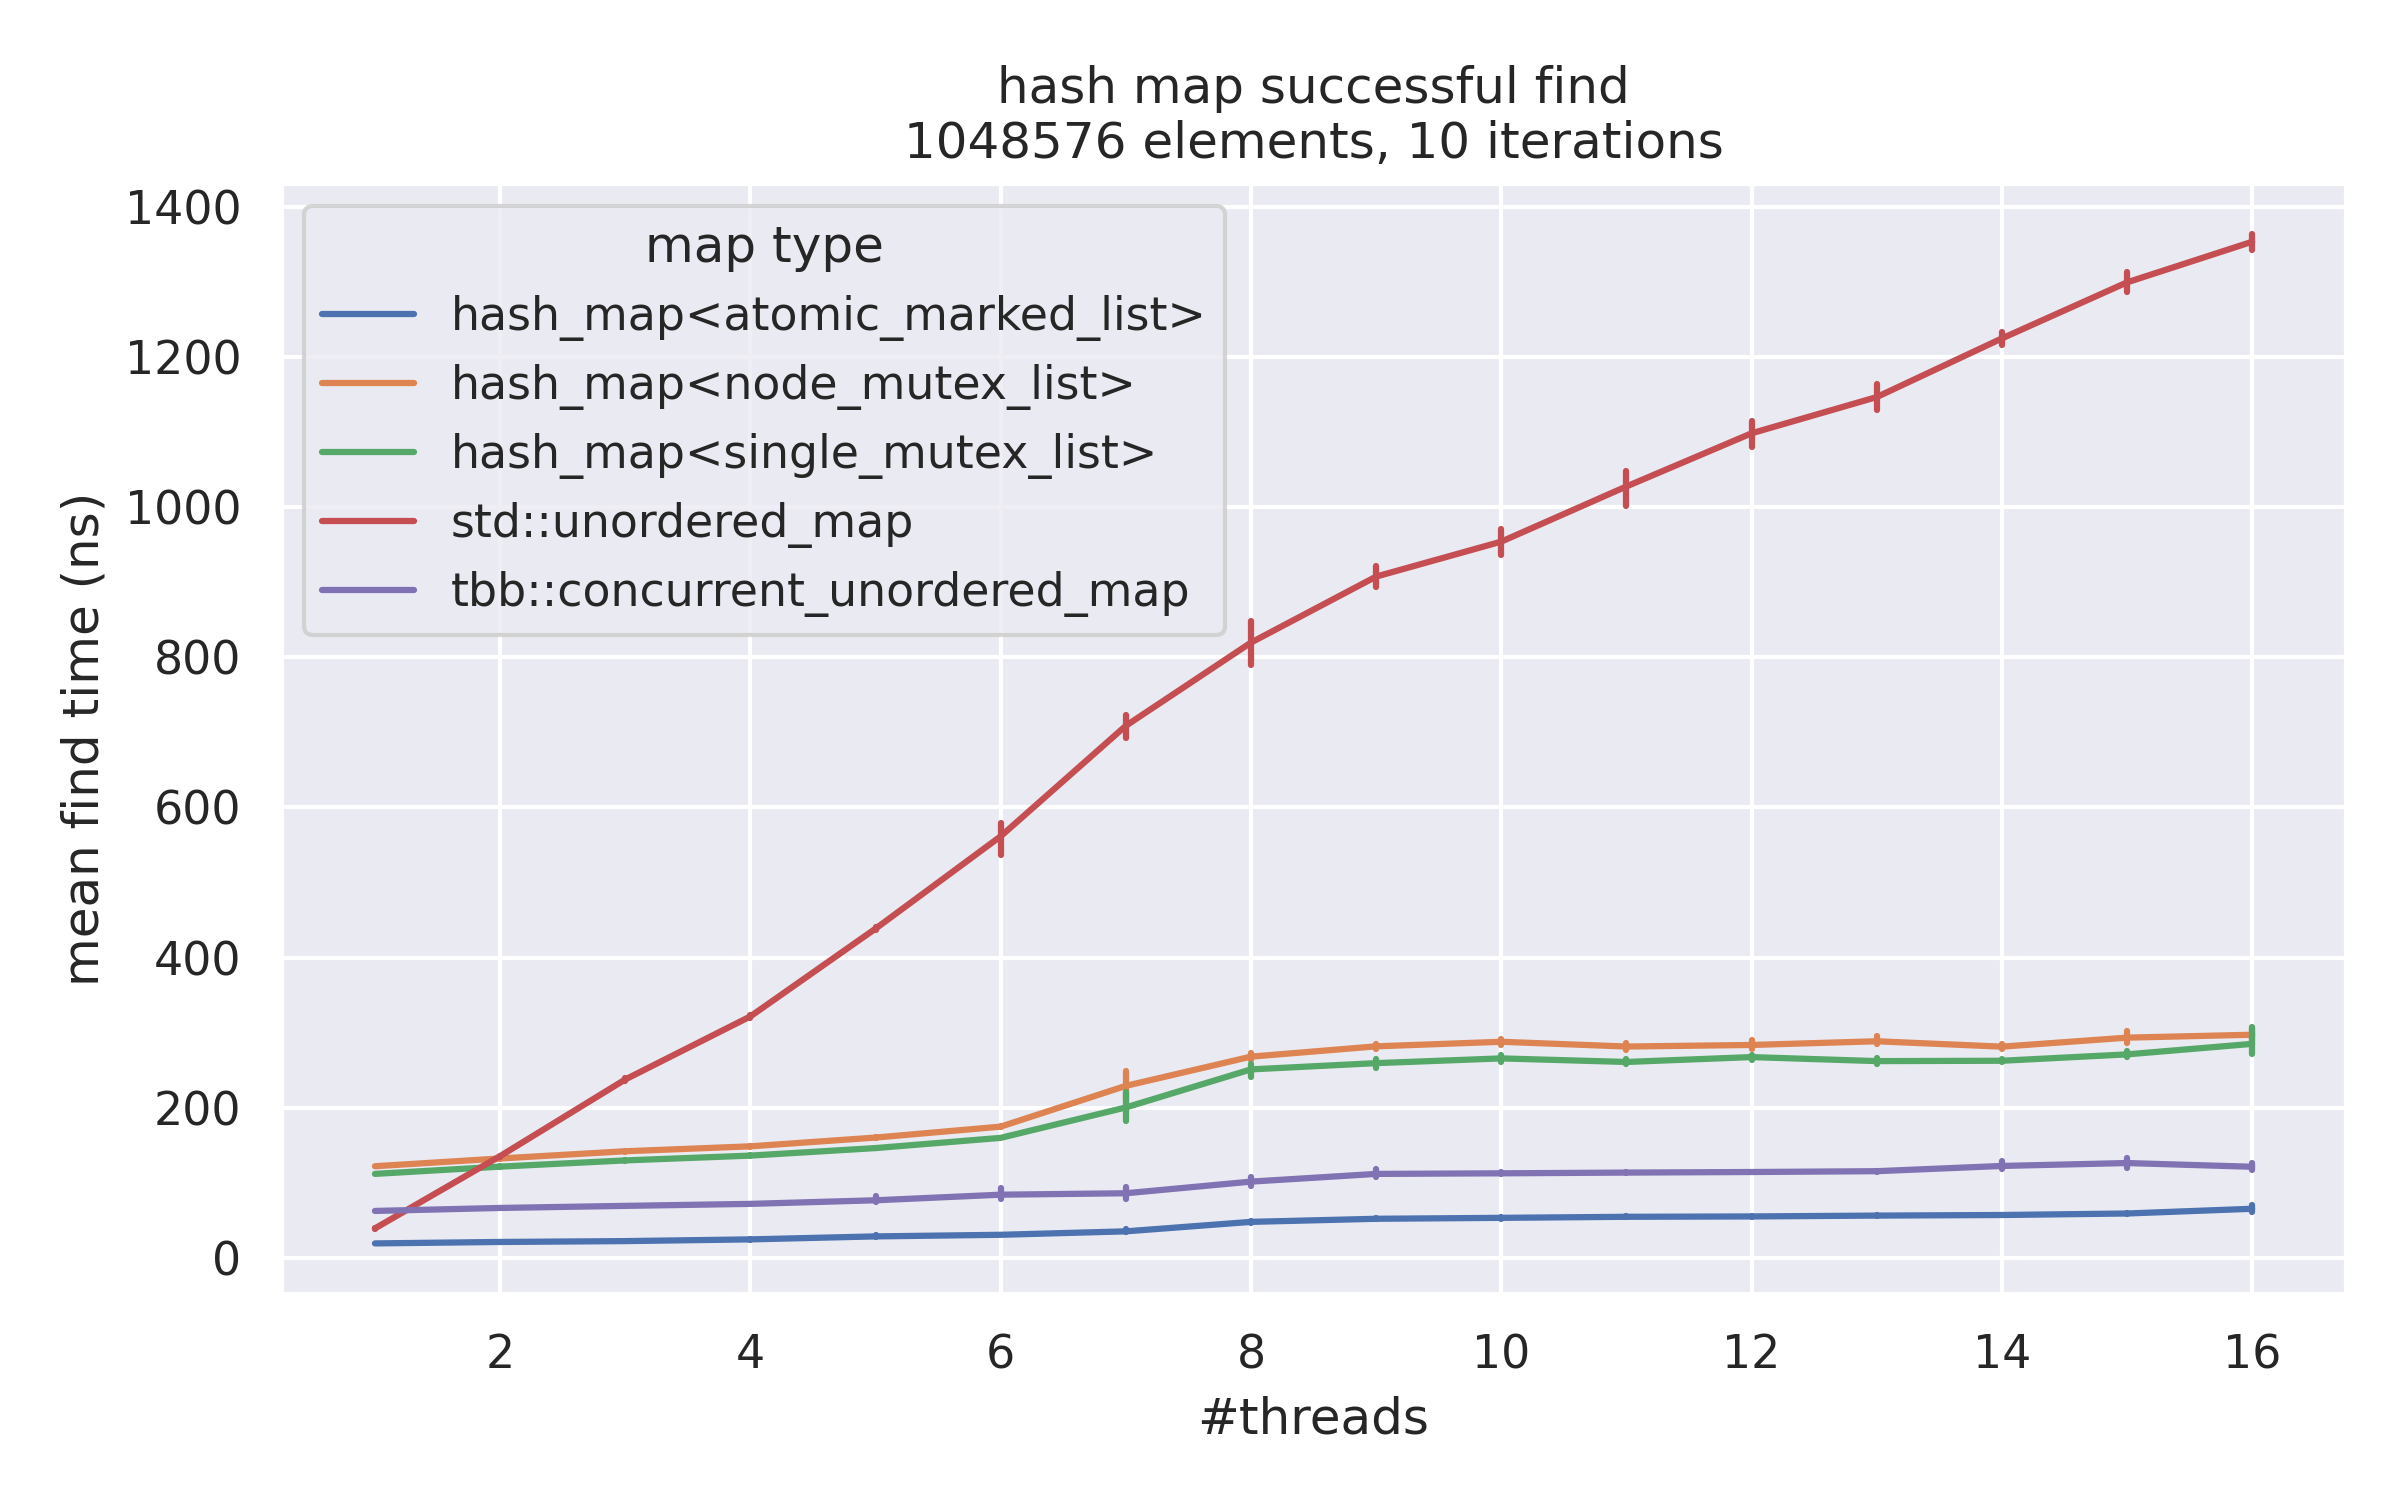 hash map successful find
1048576 elements, 10 iterations
mean find time (ns)
1400
1200
1000
800
600
400
200
0
map type
hash_map<atomic_marked_list>
hash_map<node_mutex_list>
hash_map<single_mutex_list>
std::unordered_map
tbb::concurrent_unordered_map
2 4 6 8 10 12 14 16
#threads